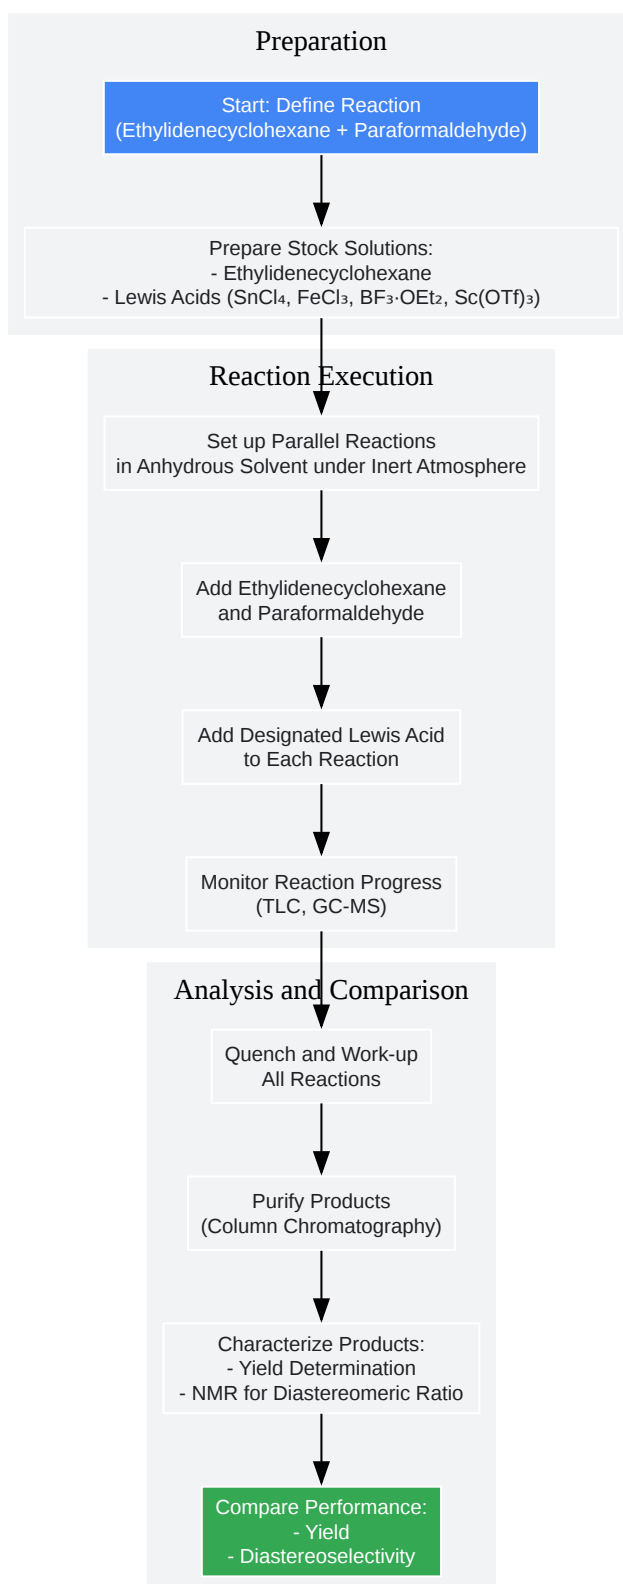 Preparation
Start: Define Reaction
(Ethylidenecyclohexane + Paraformaldehyde)
Prepare Stock Solutions:
- Ethylidenecyclohexane
- Lewis Acids (SnCl₄, FeCl₃, BF₃·OEt₂, Sc(OTf)₃)
Reaction Execution
Set up Parallel Reactions
in Anhydrous Solvent under Inert Atmosphere
Add Ethylidenecyclohexane
and Paraformaldehyde
Add Designated Lewis Acid
to Each Reaction
Monitor Reaction Progress
(TLC, GC-MS)
Analysis and Comparison
Quench and Work-up
All Reactions
Purify Products
(Column Chromatography)
Characterize Products:
- Yield Determination
- NMR for Diastereomeric Ratio
Compare Performance:
- Yield
- Diastereoselectivity